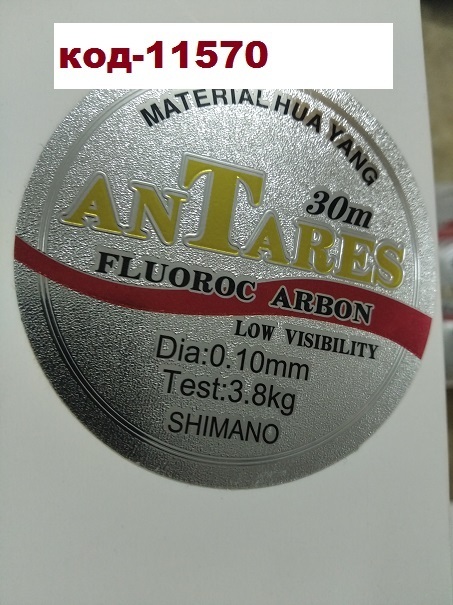 код-11570
MATERIAL HUA YANG
30m
ANTARES
FLUOROC ARBON
LOW VISIBILITY
Dia:0.10mm
Test:3.8kg
SHIMANO